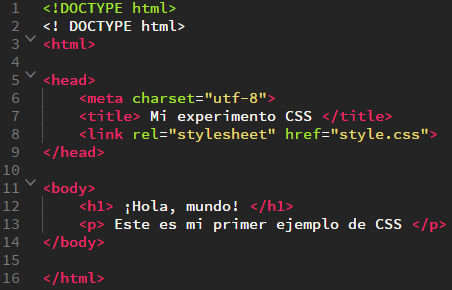 1 <!DOCTYPE html>
2 <! DOCTYPE html>
3 <html>
4
5 <head>
6 <meta charset="utf-8">
7 <title> Mi experimento CSS </title>
8 <link rel="stylesheet" href="style.css">
9 </head>
10
11 <body>
12 <h1> ¡Hola, mundo! </h1>
13 <p> Este es mi primer ejemplo de CSS </p>
14 </body>
15
16 </html>